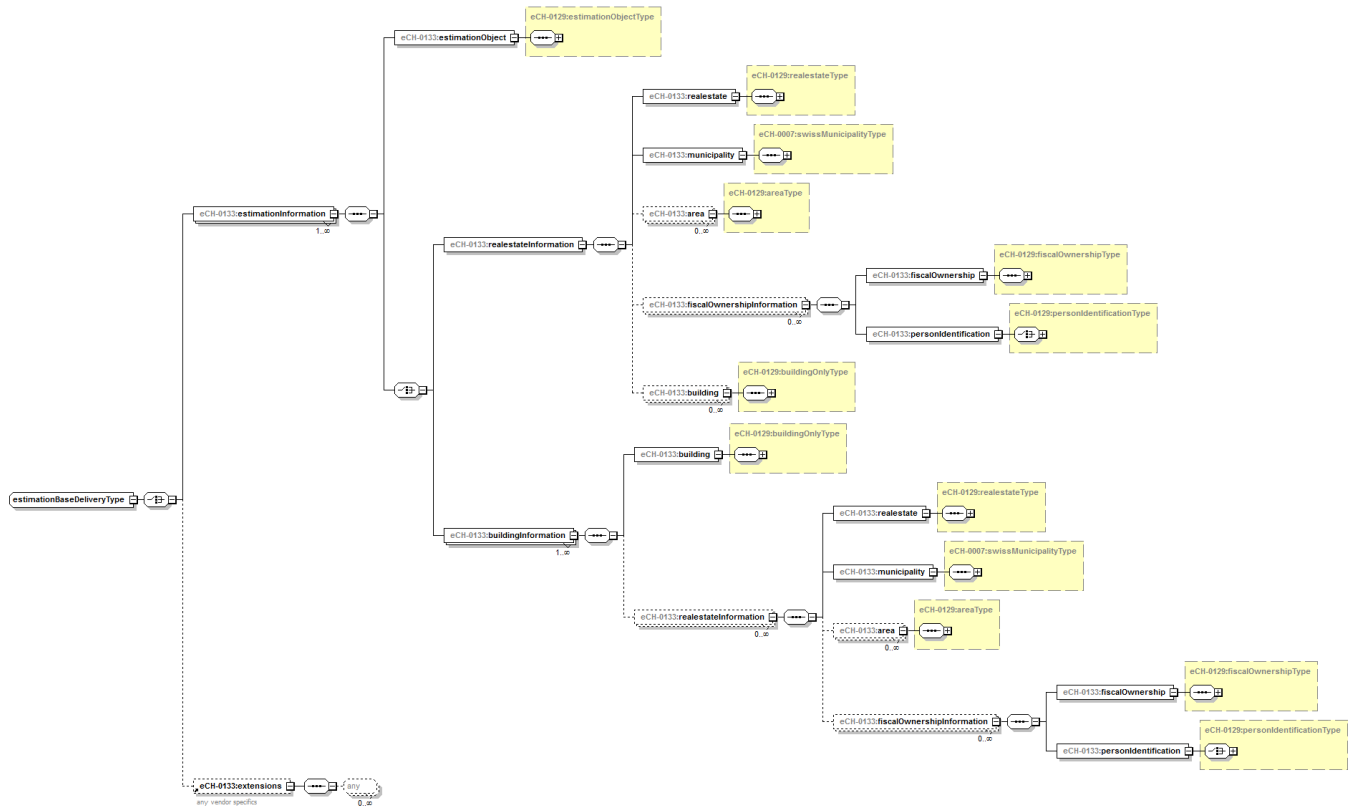 eCH-0129:estimationObjectType
eCH-0133:estimationObject
eCH-0129:realestateType
eCH-0133:realestate
eCH-0007:swissMunicipalityType
eCH-0133:municipality
eCH-0129:areaType
eCH-0133:estimationInformation
eCH-0133:area
1..∞
0..∞
eCH-0133:realestateInformation
eCH-0129:fiscalOwnershipType
eCH-0133:fiscalOwnership
eCH-0133:fiscalOwnershipInformation
0..∞
eCH-0129:personIdentificationType
eCH-0133:personIdentification
eCH-0129:buildingOnlyType
eCH-0133:building
0..∞
eCH-0129:buildingOnlyType
eCH-0133:building
estimationBaseDeliveryType
eCH-0129:realestateType
eCH-0133:realestate
eCH-0133:buildingInformation
1..∞
eCH-0007:swissMunicipalityType
eCH-0133:municipality
eCH-0129:areaType
eCH-0133:realestateInformation
0..∞
eCH-0133:area
0..∞
eCH-0129:fiscalOwnershipType
eCH-0133:fiscalOwnership
eCH-0133:fiscalOwnershipInformation
0..∞
eCH-0129:personIdentificationType
eCH-0133:personIdentification
eCH-0133:extensions
any
0..∞
any vendor specifics